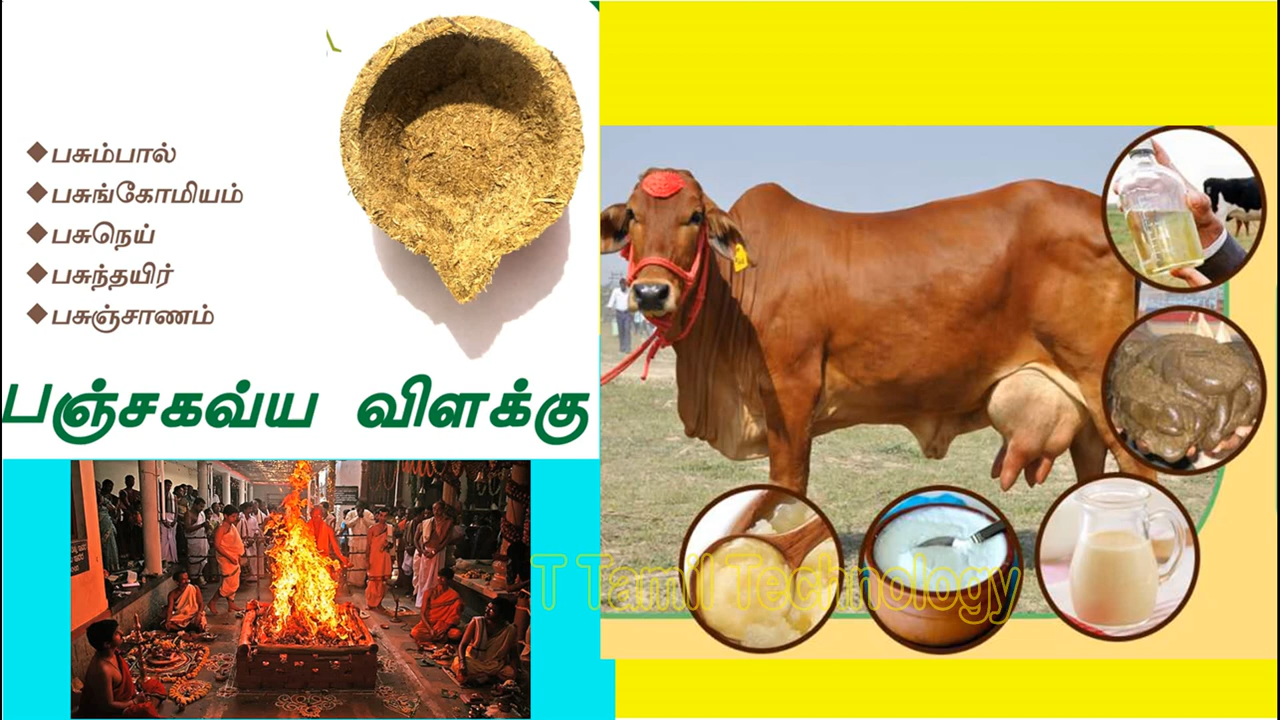 பசும்பால்
பசுங்கோமியம்
பசுநெய்
பசுந்தயிர்
பசுஞ்சாணம்
பஞ்சகவ்ய விளக்கு
T Tamil Technology